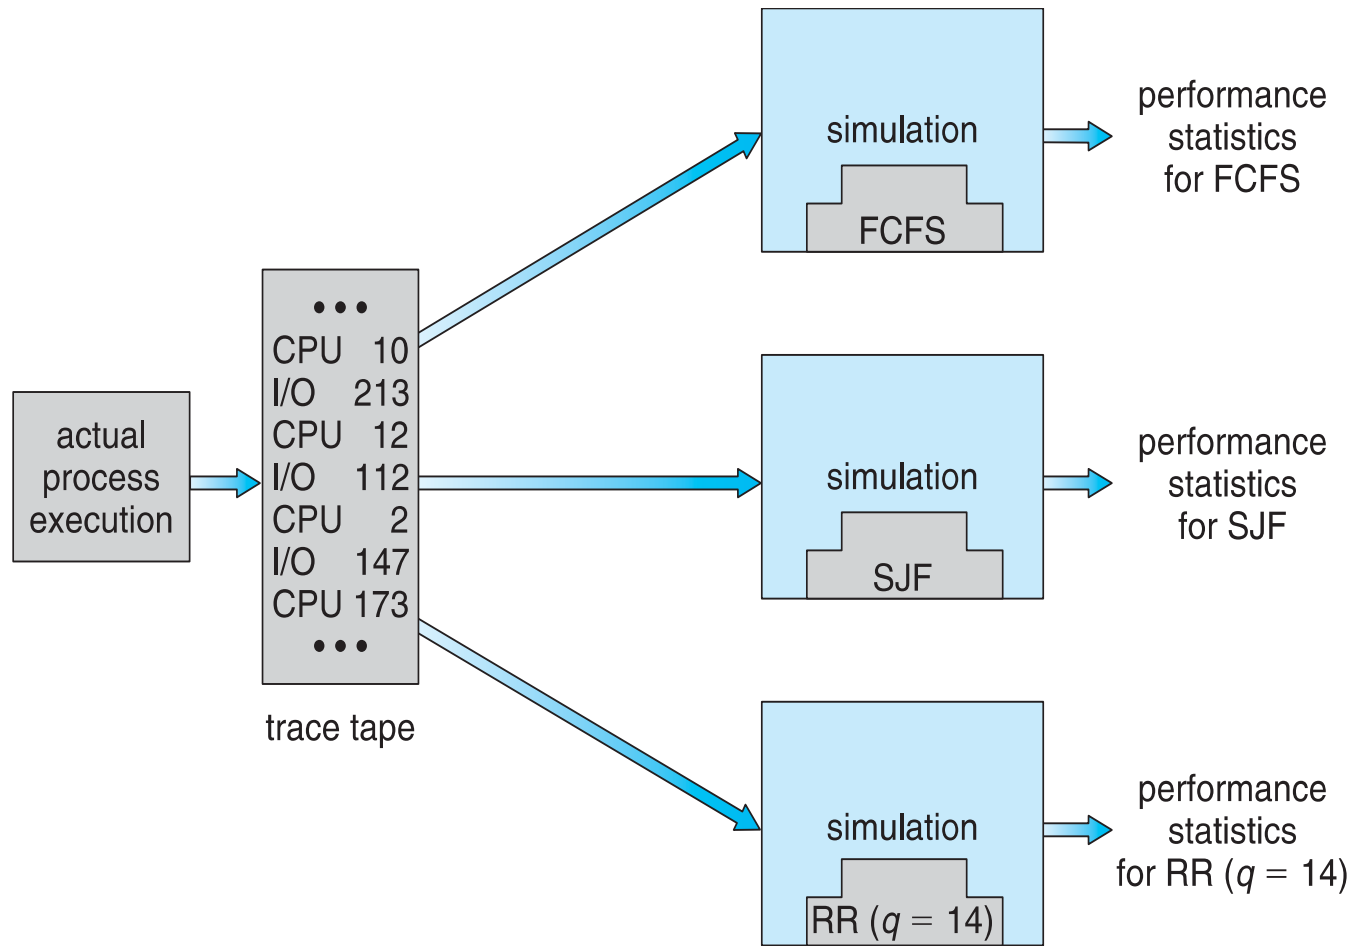 actual
process
execution
• • •
CPU 10
I/O 213
CPU 12
I/O 112
CPU 2
I/O 147
CPU 173
• • •
trace tape
simulation
FCFS
performance
statistics
for FCFS
simulation
SJF
performance
statistics
for SJF
simulation
RR (q = 14)
performance
statistics
for RR (q = 14)